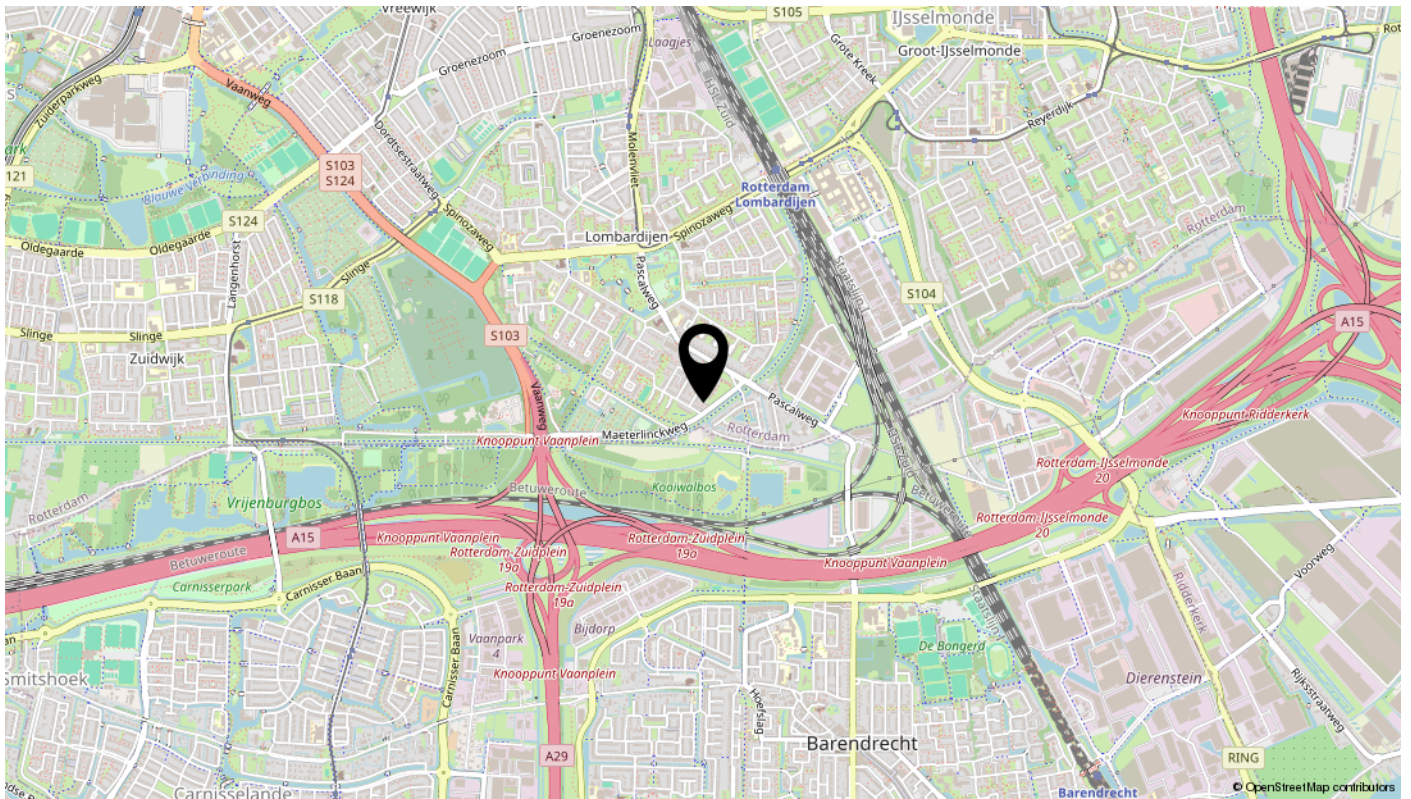 Vreewijk
S105
IJsselmonde
Groenezoom
Laagjes
Grote Kreek
Groot-IJsselmonde
Groenezoom
Zuiderparkweg
Vaanweg
HSL Zuid
Reyerdijk
Dordtsestraatweg
Molenvliet
S103
S124
121
Blauwe Verbinding
Rotterdam
Lombardijen
S124
Spinozaweg
Lombardijen
Spinozaweg
Rotterdam
Oldegaarde
Oldegaarde
Langenhorst
Slinge
Pascalweg
Staatslijn I
S118
S104
Slinge
Slinge
S103
A15
Zuidwijk
Vaanweg
Pascalweg
Knooppunt Ridderkerk
Maeterlinckweg
Rotterdam
Knooppunt Vaanplein
HSL Zuid
Rotterdam-IJsselmonde
20
Rotterdam
Vrijenburgbos
Betuweroute
Kooiwalbos
Betuweroute
Rotterdam-IJsselmonde
20
A15
Knooppunt Vaanplein
Rotterdam-Zuidplein
19a
Betuweroute
Rotterdam-Zuidplein
19a
Knooppunt Vaanplein
Voorweg
Carnisserpark
Carnisser Baan
Rotterdam-Zuidplein
19a
Staatslijn I
Ridderkerk
Bijdorp
Vaanpark
4
Carnisser Baan
De Bongerd
Smitshoek
Knooppunt Vaanplein
Dierenstein
Rijksstraatweg
Hoefslag
Barendrecht
A29
RING
Carnisselande
Barendrecht
© OpenStreetMap contributors